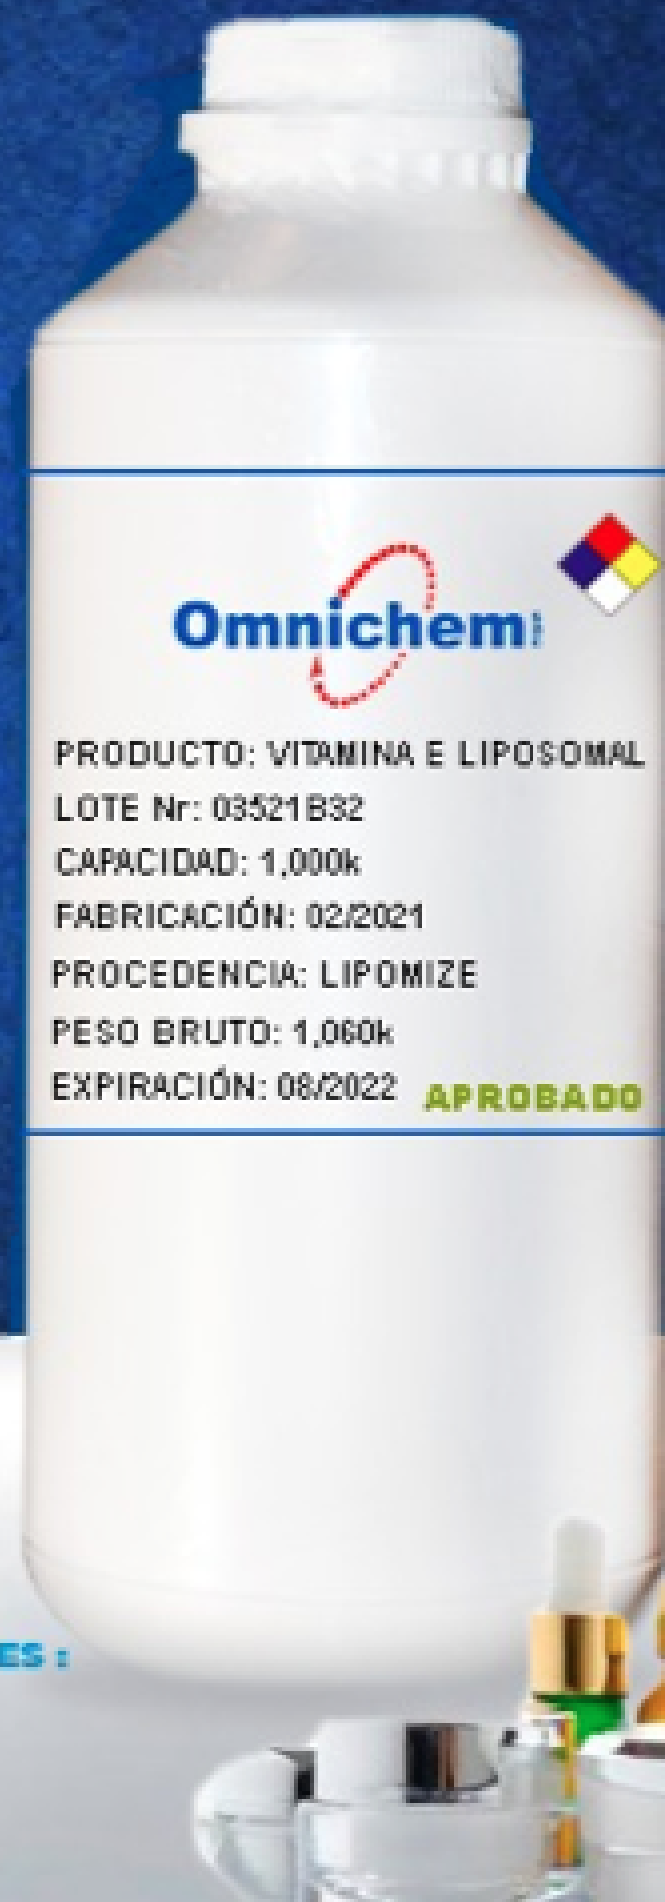 Omnichem
PRODUCTO: VITAMINA E LIPOSOMAL
LOTE Nr: 03521B32
CAPACIDAD: 1,000k
FABRICACIÓN: 02/2021
PROCEDENCIA: LIPOMIZE
PESO BRUTO: 1,060k
EXPIRACIÓN: 08/2022 APROBADO
ES :